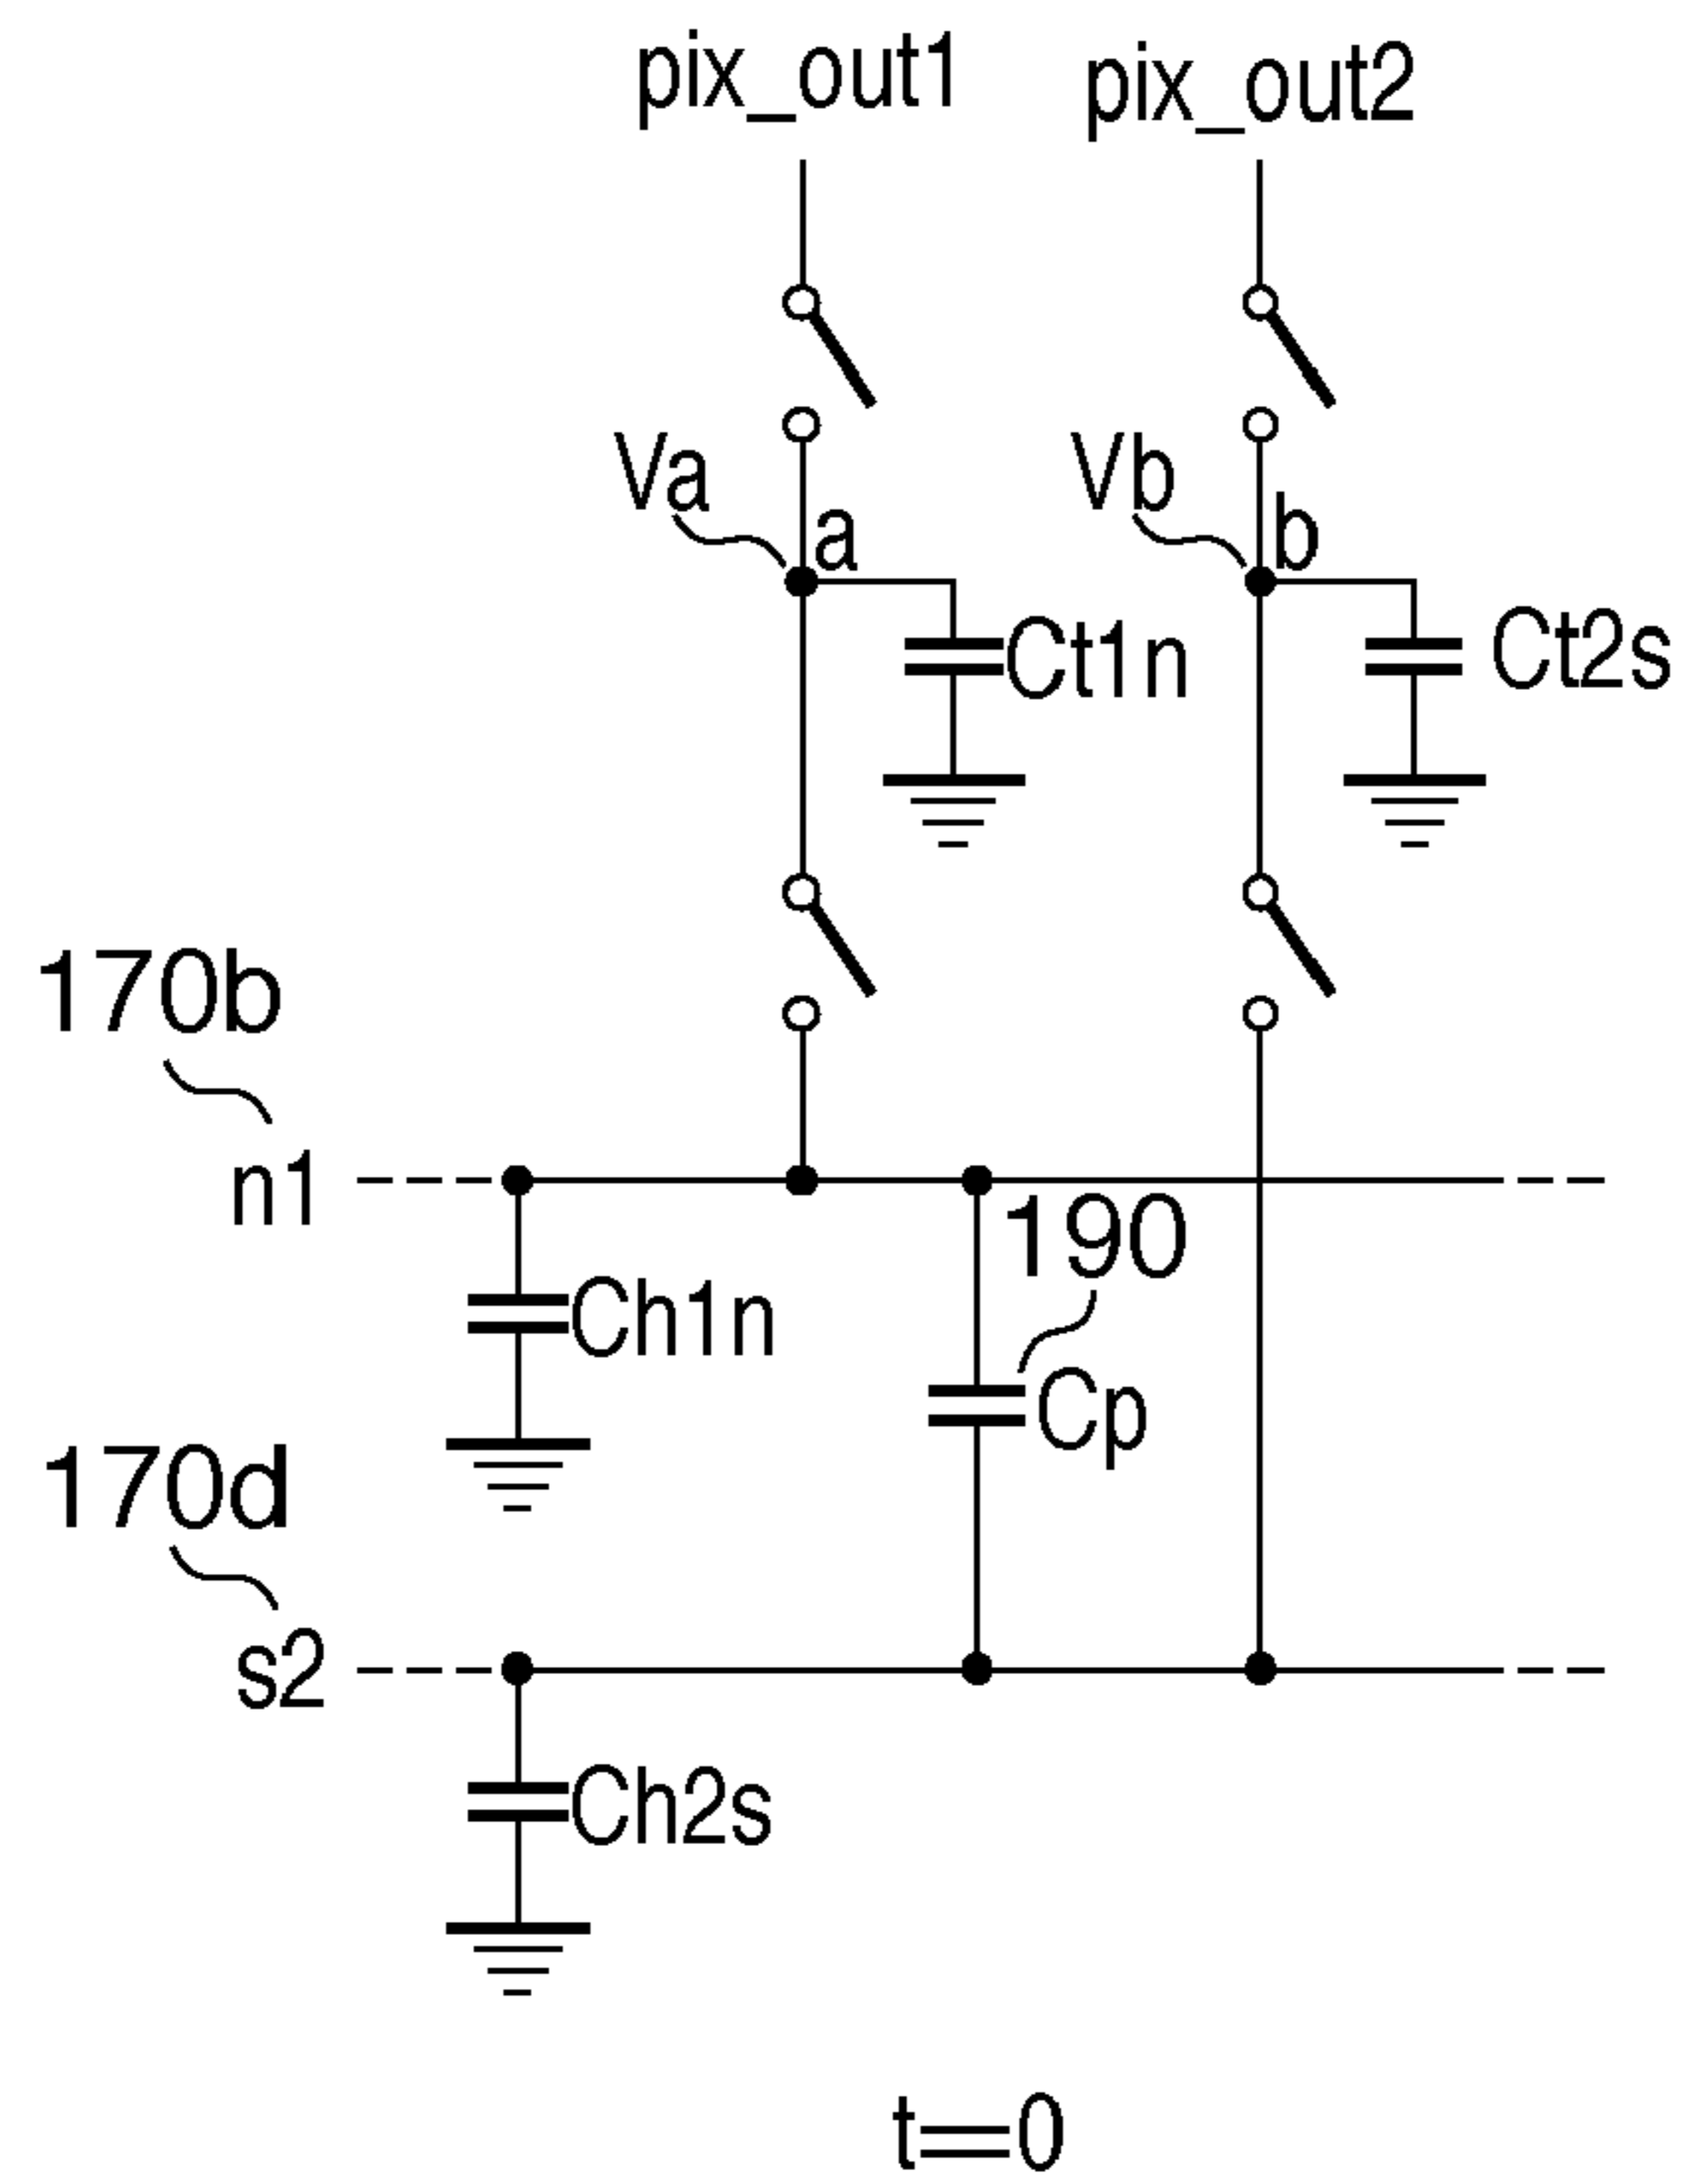 pix_out1 pix_out2
Va a Vb b
Ct1n Ct2s
170b
n1
190
Ch1n
Cp
170d
s2
Ch2s
t=0